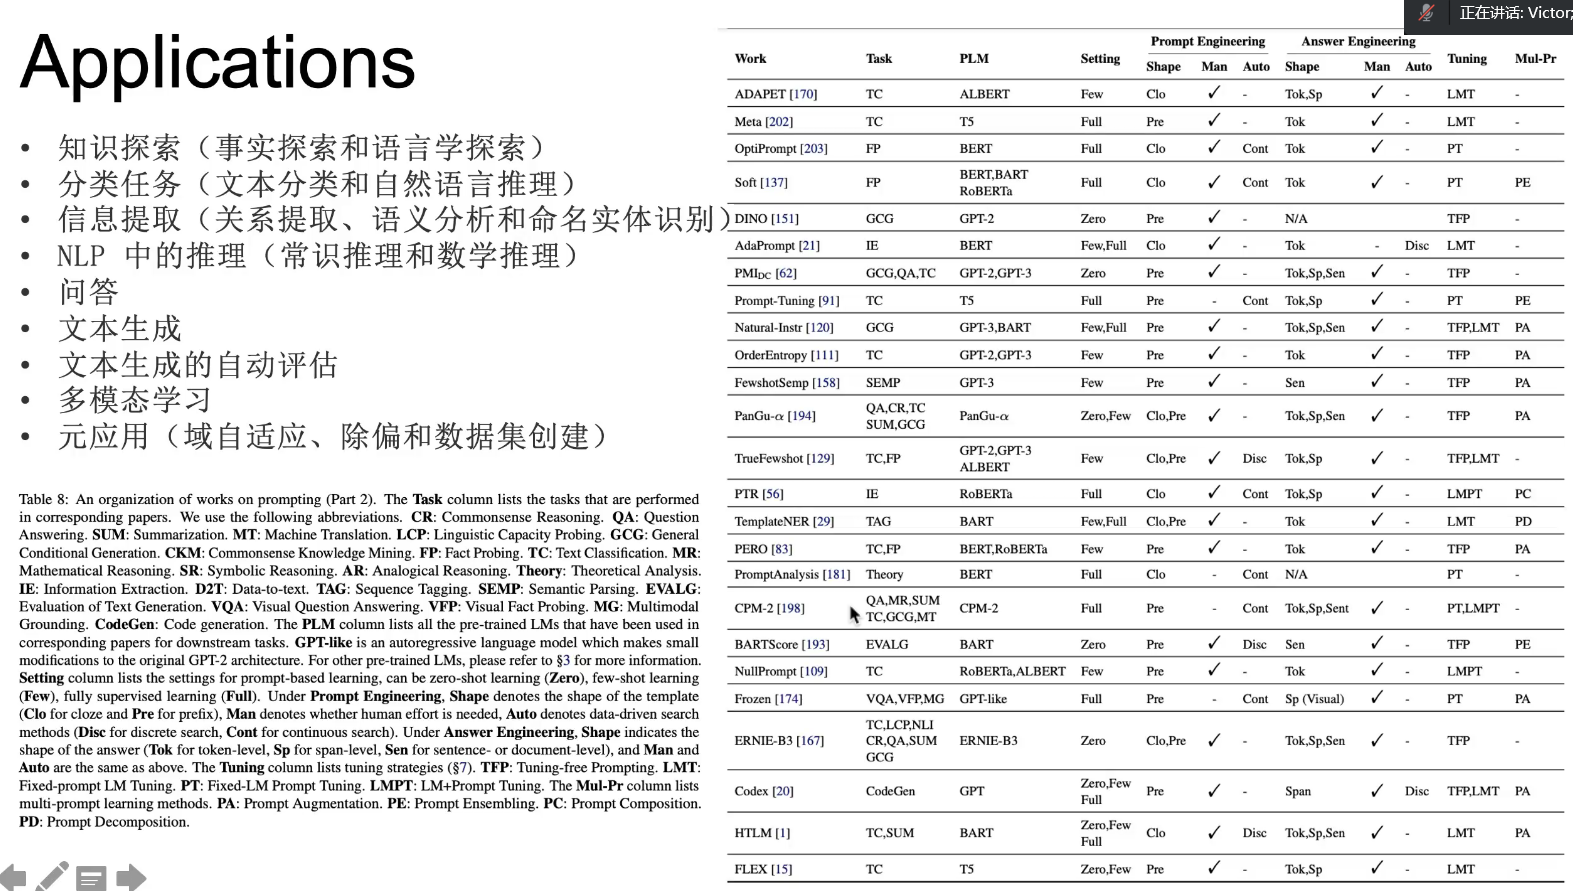 正在讲话: Victor;
Applications
• 知识探索（事实探索和语言学探索）
• 分类任务（文本分类和自然语言推理）
• 信息提取（关系提取、语义分析和命名实体识别）
• NLP 中的推理（常识推理和数学推理）
• 问答
• 文本生成
• 文本生成的自动评估
• 多模态学习
• 元应用（域自适应、除偏和数据集创建）
Table 8: An organization of works on prompting (Part 2). The Task column lists the tasks that are performed
in corresponding papers. We use the following abbreviations. CR: Commonsense Reasoning. QA: Question
Answering. SUM: Summarization. MT: Machine Translation. LCP: Linguistic Capacity Probing. GCG: General
Conditional Generation. CKM: Commonsense Knowledge Mining. FP: Fact Probing. TC: Text Classification. MR:
Mathematical Reasoning. SR: Symbolic Reasoning. AR: Analogical Reasoning. Theory: Theoretical Analysis.
IE: Information Extraction. D2T: Data-to-text. TAG: Sequence Tagging. SEMP: Semantic Parsing. EVALG:
Evaluation of Text Generation. VQA: Visual Question Answering. VFP: Visual Fact Probing. MG: Multimodal
Grounding. CodeGen: Code generation. The PLM column lists all the pre-trained LMs that have been used in
corresponding papers for downstream tasks. GPT-like is an autoregressive language model which makes small
modifications to the original GPT-2 architecture. For other pre-trained LMs, please refer to §3 for more information.
Setting column lists the settings for prompt-based learning, can be zero-shot learning (Zero), few-shot learning
(Few), fully supervised learning (Full). Under Prompt Engineering, Shape denotes the shape of the template
(Clo for cloze and Pre for prefix), Man denotes whether human effort is needed, Auto denotes data-driven search
methods (Disc for discrete search, Cont for continuous search). Under Answer Engineering, Shape indicates the
shape of the answer (Tok for token-level, Sp for span-level, Sen for sentence- or document-level), and Man and
Auto are the same as above. The Tuning column lists tuning strategies (§7). TFP: Tuning-free Prompting. LMT:
Fixed-prompt LM Tuning. PT: Fixed-LM Prompt Tuning. LMPT: LM+Prompt Tuning. The Mul-Pr column lists
multi-prompt learning methods. PA: Prompt Augmentation. PE: Prompt Ensembling. PC: Prompt Composition.
PD: Prompt Decomposition.
Prompt Engineering Answer Engineering
Work Task PLM Setting Shape Man Auto Shape Man Auto Tuning Mul-Pr
ADAPET [170] TC ALBERT Few Clo ✓ - Tok,Sp ✓ - LMT -
Meta [202] TC T5 Full Pre ✓ - Tok ✓ - LMT -
OptiPrompt [203] FP BERT Full Clo ✓ Cont Tok ✓ - PT -
Soft [137] FP BERT,BART
RoBERTa Full Clo ✓ Cont Tok ✓ - PT PE
DINO [151] GCG GPT-2 Zero Pre ✓ - N/A TFP -
AdaPrompt [21] IE BERT Few,Full Clo ✓ - Tok - Disc LMT -
PMIDC [62] GCG,QA,TC GPT-2,GPT-3 Zero Pre ✓ - Tok,Sp,Sen ✓ - TFP -
Prompt-Tuning [91] TC T5 Full Pre - Cont Tok,Sp ✓ - PT PE
Natural-Instr [120] GCG GPT-3,BART Few,Full Pre ✓ - Tok,Sp,Sen ✓ - TFP,LMT PA
OrderEntropy [111] TC GPT-2,GPT-3 Few Pre ✓ - Tok ✓ - TFP PA
FewshotSemp [158] SEMP GPT-3 Few Pre ✓ - Sen ✓ - TFP PA
PanGu-α [194] QA,CR,TC
SUM,GCG PanGu-α Zero,Few Clo,Pre ✓ - Tok,Sp,Sen ✓ - TFP PA
TrueFewshot [129] TC,FP GPT-2,GPT-3
ALBERT Few Clo,Pre ✓ Disc Tok,Sp ✓ - TFP,LMT -
PTR [56] IE RoBERTa Full Clo ✓ Cont Tok,Sp ✓ - LMPT PC
TemplateNER [29] TAG BART Few,Full Clo,Pre ✓ - Tok ✓ - LMT PD
PERO [83] TC,FP BERT,RoBERTa Few Pre ✓ - Tok ✓ - TFP PA
PromptAnalysis [181] Theory BERT Full Clo - Cont N/A PT -
CPM-2 [198] QA,MR,SUM
TC,GCG,MT CPM-2 Full Pre - Cont Tok,Sp,Sent ✓ - PT,LMPT -
BARTScore [193] EVALG BART Zero Pre ✓ Disc Sen ✓ - TFP PE
NullPrompt [109] TC RoBERTa,ALBERT Few Pre ✓ - Tok ✓ - LMPT -
Frozen [174] VQA,VFP,MG GPT-like Full Pre - Cont Sp (Visual) ✓ - PT PA
ERNIE-B3 [167] TC,LCP,NLI
CR,QA,SUM
GCG ERNIE-B3 Zero Clo,Pre ✓ - Tok,Sp,Sen ✓ - TFP -
Codex [20] CodeGen GPT Zero,Few
Full Pre ✓ - Span ✓ Disc TFP,LMT PA
HTLM [1] TC,SUM BART Zero,Few
Full Clo ✓ Disc Tok,Sp,Sen ✓ - LMT PA
FLEX [15] TC T5 Zero,Few Pre ✓ - Tok,Sp ✓ - LMT -